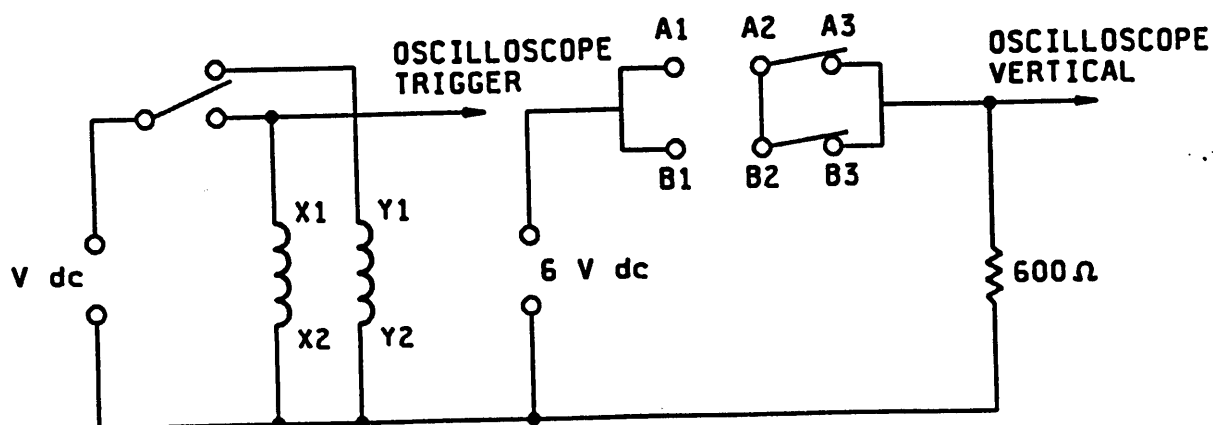 OSCILLOSCOPE
TRIGGER
A1
A2
A3
OSCILLOSCOPE
VERTICAL
B1
B2
B3
X1
Y1
V dc
6 V dc
600Ω
X2
Y2